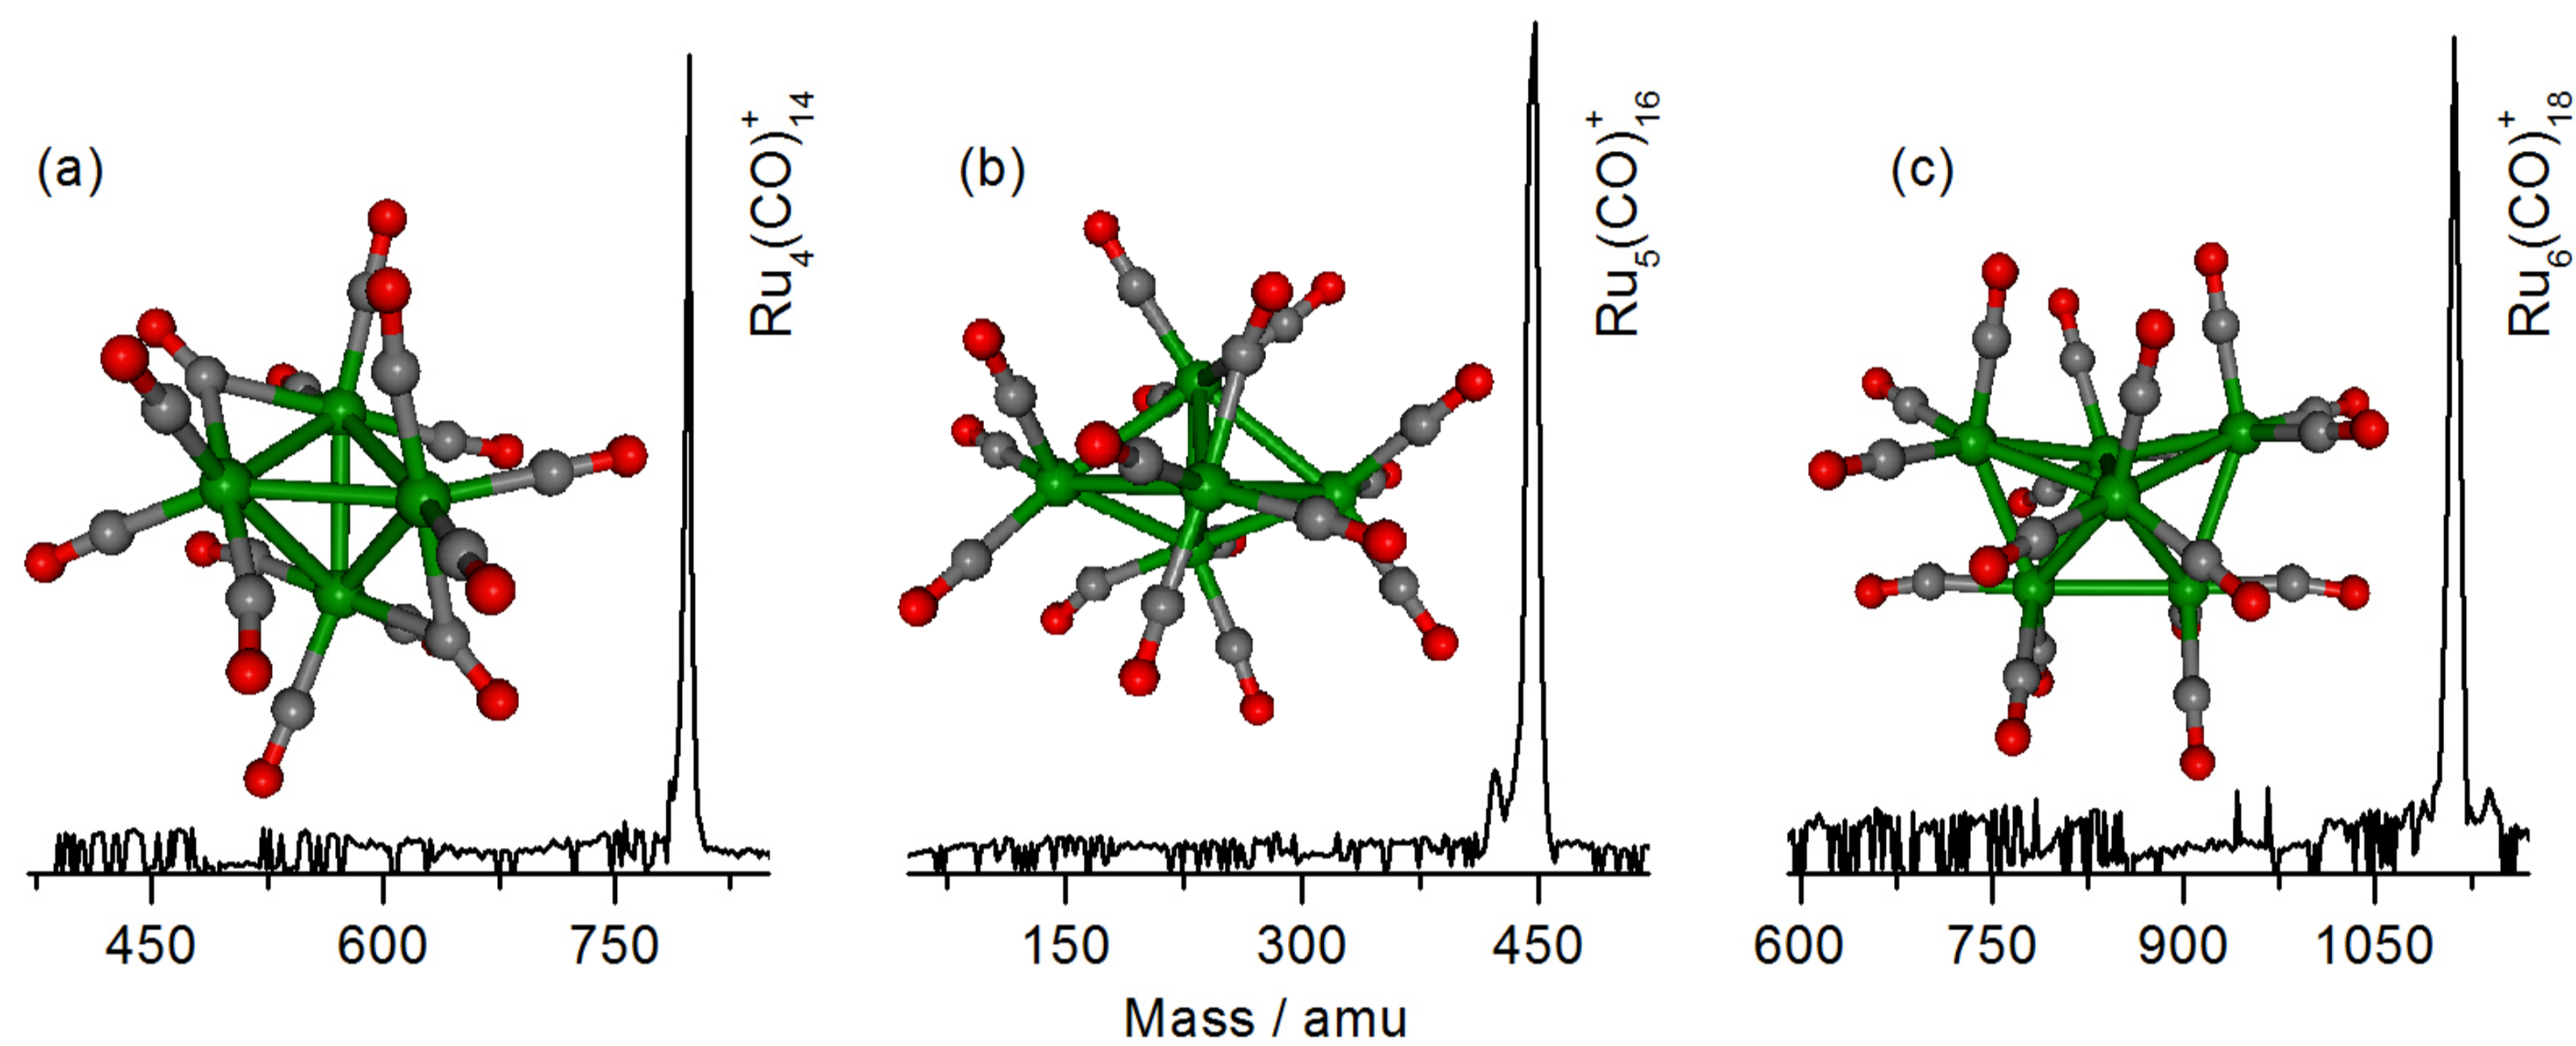 (a)
Ru4(CO)14+
(b)
Ru5(CO)16+
(c)
Ru6(CO)18+
450 600 750
150 300 450
600 750 900 1050
Mass / amu